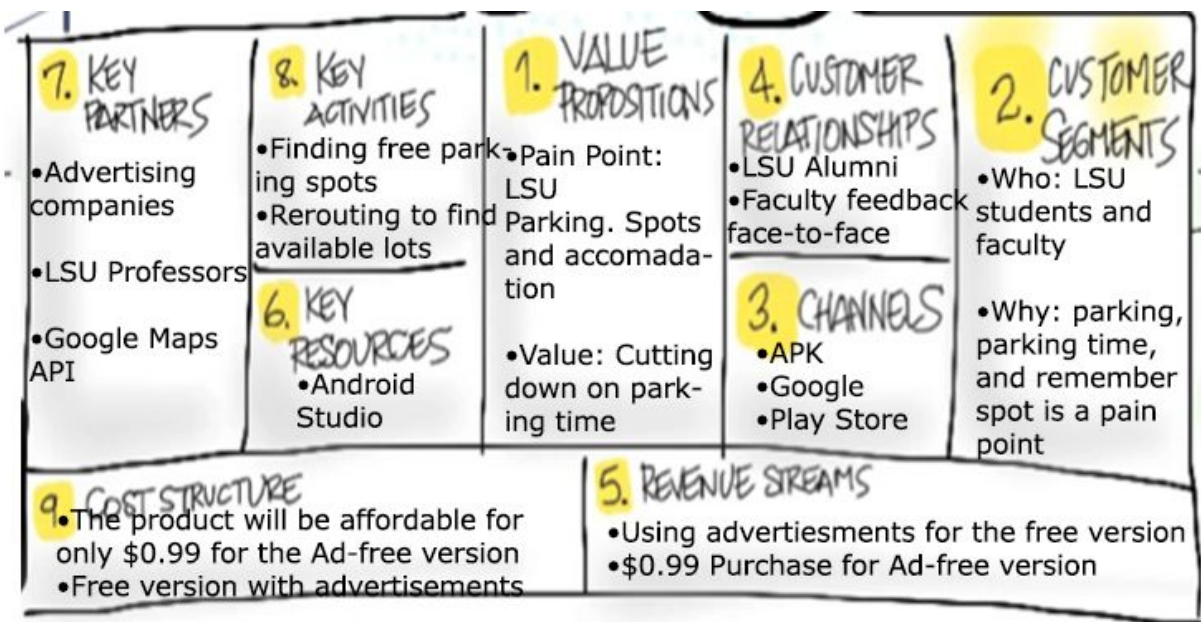 7. KEY
PARTNERS
•Advertising
companies
•LSU Professors
•Google Maps
API
8. KEY
ACTIVITIES
•Finding free park-
ing spots
•Rerouting to find
available lots
6. KEY
RESOURCES
•Android
Studio
1. VALUE
PROPOSITIONS
•Pain Point:
LSU
Parking. Spots
and accomada-
tion
•Value: Cutting
down on park-
ing time
4. CUSTOMER
RELATIONSHIPS
•LSU Alumni
•Faculty feedback
face-to-face
3. CHANNELS
•APK
•Google
•Play Store
2. CUSTOMER
SEGMENTS
•Who: LSU
students and
faculty
•Why: parking,
parking time,
and remember
spot is a pain
point
9. COST STRUCTURE
•The product will be affordable for
only $0.99 for the Ad-free version
•Free version with advertisements
5. REVENUE STREAMS
•Using advertiesments for the free version
•$0.99 Purchase for Ad-free version